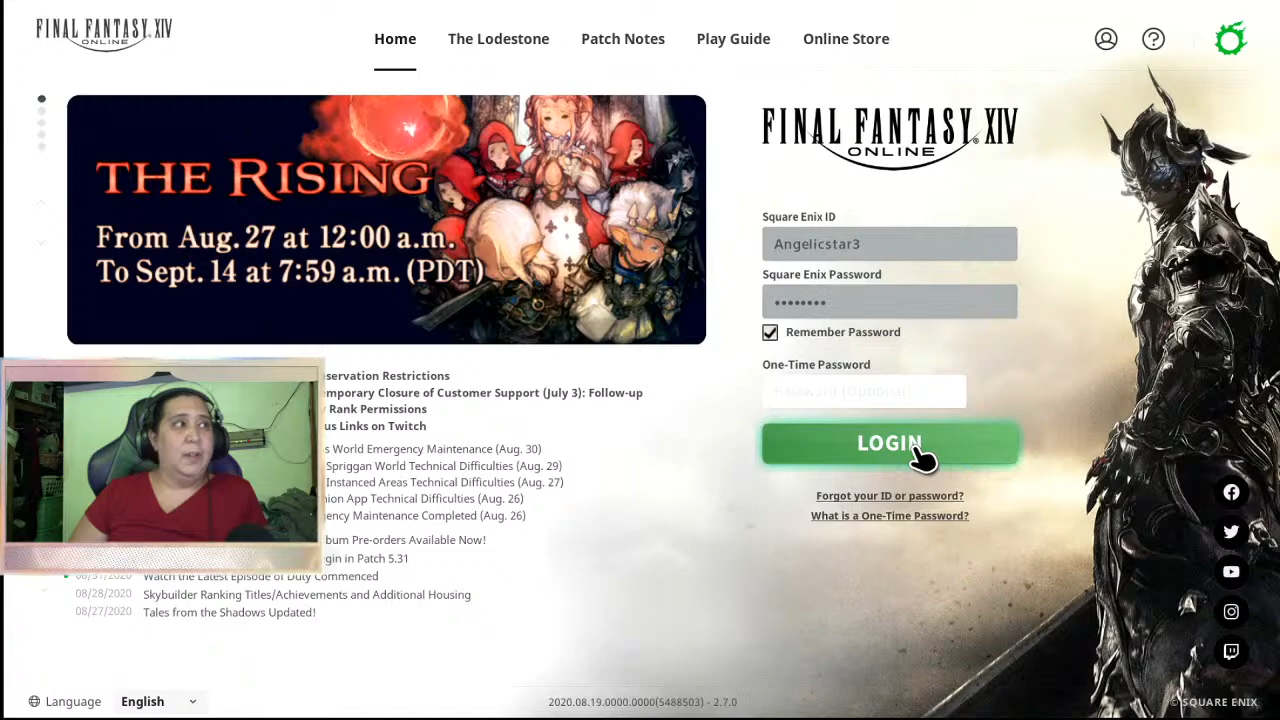 FINAL FANTASY XIV
ONLINE
Home
The Lodestone
Patch Notes
Play Guide
Online Store
THE RISING
From Aug. 27 at 12:00 a.m.
To Sept. 14 at 7:59 a.m. (PDT)
FINAL FANTASY XIV
ONLINE
Square Enix ID
Angelicstar3
Square Enix Password
Remember Password
One-Time Password
Password (Optional)
LOGIN
Forgot your ID or password?
What is a One-Time Password?
Restrictions
Closure of Customer Support (July 3): Follow-up
Rank Permissions
Links on Twitch
World Emergency Maintenance (Aug. 30)
Spriggan World Technical Difficulties (Aug. 29)
Instanced Areas Technical Difficulties (Aug. 27)
App Technical Difficulties (Aug. 26)
Maintenance Completed (Aug. 26)
Pre-orders Available Now!
in Patch 5.31
08/31/2020 Watch the Latest Episode of Duty Commenced
08/28/2020 Skybuilder Ranking Titles/Achievements and Additional Housing
08/27/2020 Tales from the Shadows Updated!
Language English
2020.08.19.0000.0000(5488503) - 2.7.0
© SQUARE ENIX